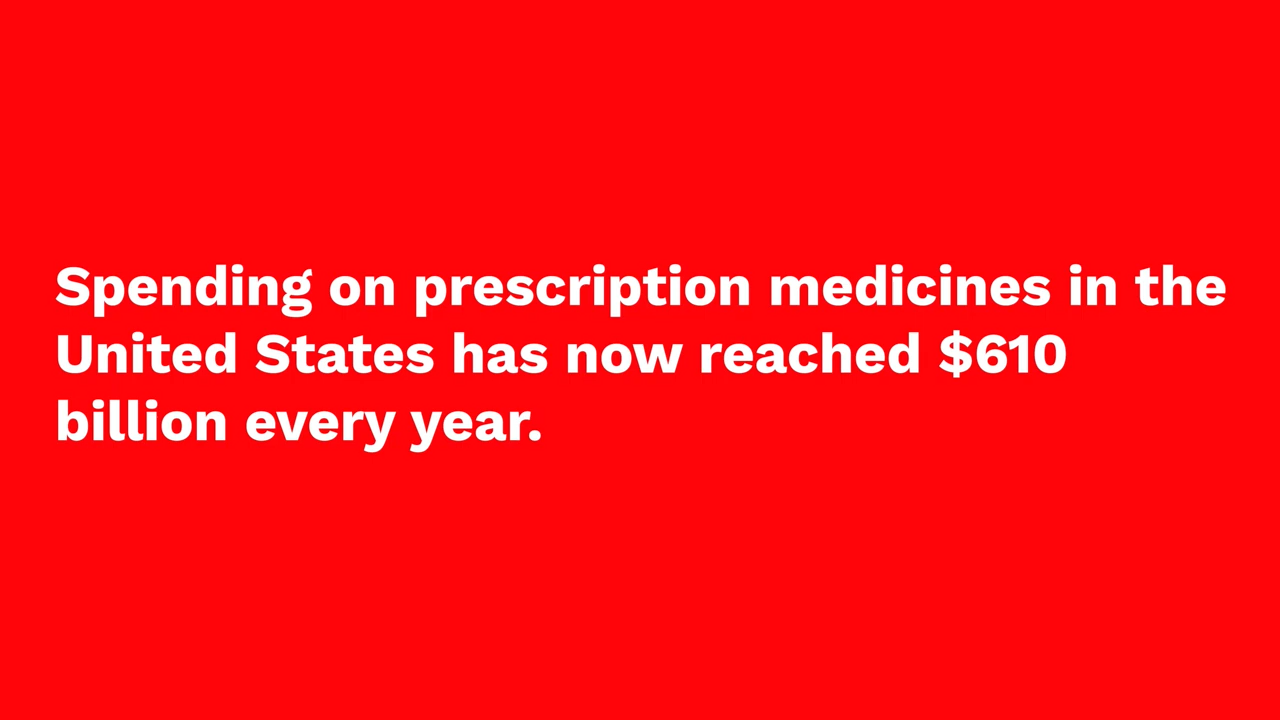 Spending on prescription medicines in the
United States has now reached $610
billion every year.